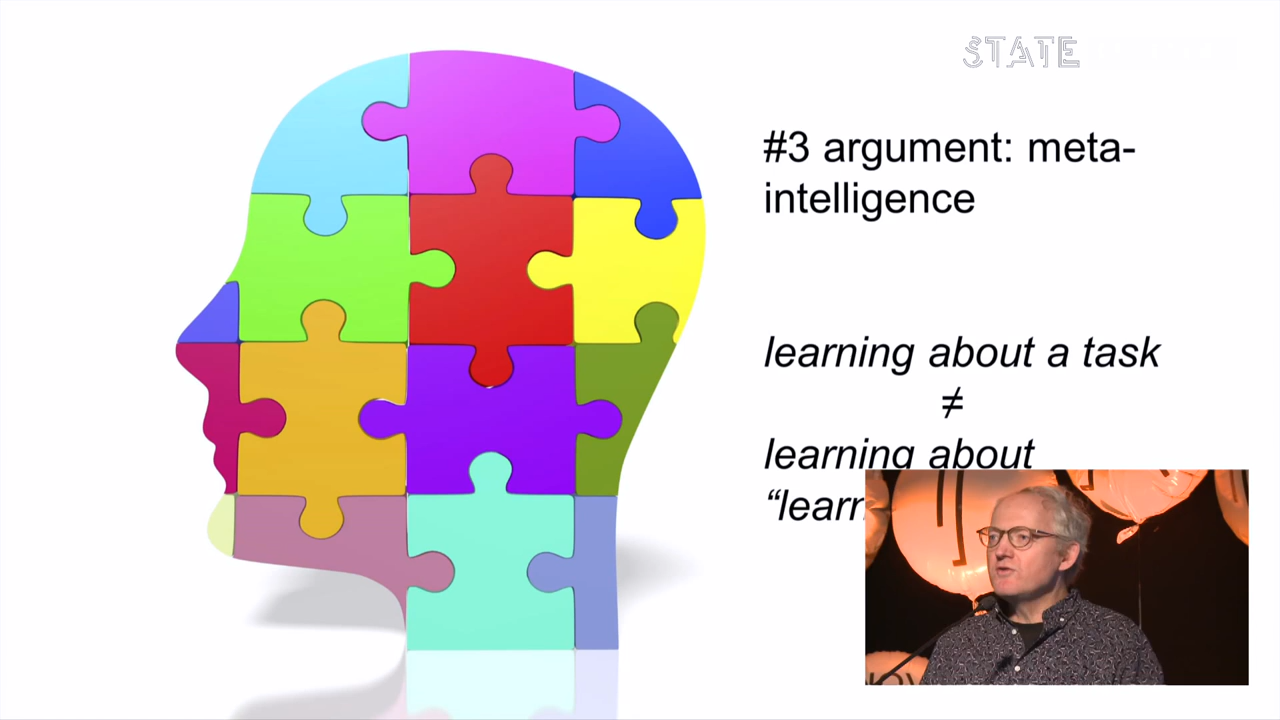 STATE
#3 argument: meta-
intelligence
learning about a task
≠
learning about